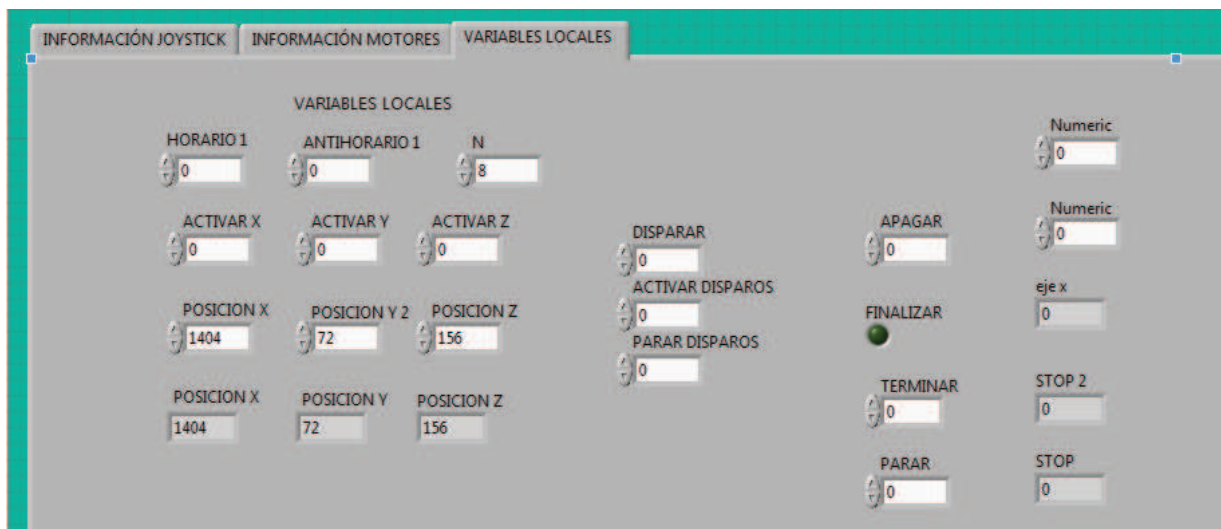 INFORMACIÓN JOYSTICK INFORMACIÓN MOTORES VARIABLES LOCALES
VARIABLES LOCALES
HORARIO 1 ANTIHORARIO 1 N
0 0 8
ACTIVAR X ACTIVAR Y ACTIVAR Z
0 0 0
POSICION X POSICION Y 2 POSICION Z
1404 72 156
POSICION X POSICION Y POSICION Z
1404 72 156
DISPARAR
0
ACTIVAR DISPAROS
0
PARAR DISPAROS
0
APAGAR
0
FINALIZAR
TERMINAR
0
PARAR
0
Numeric
0
Numeric
0
eje x
0
STOP 2
0
STOP
0